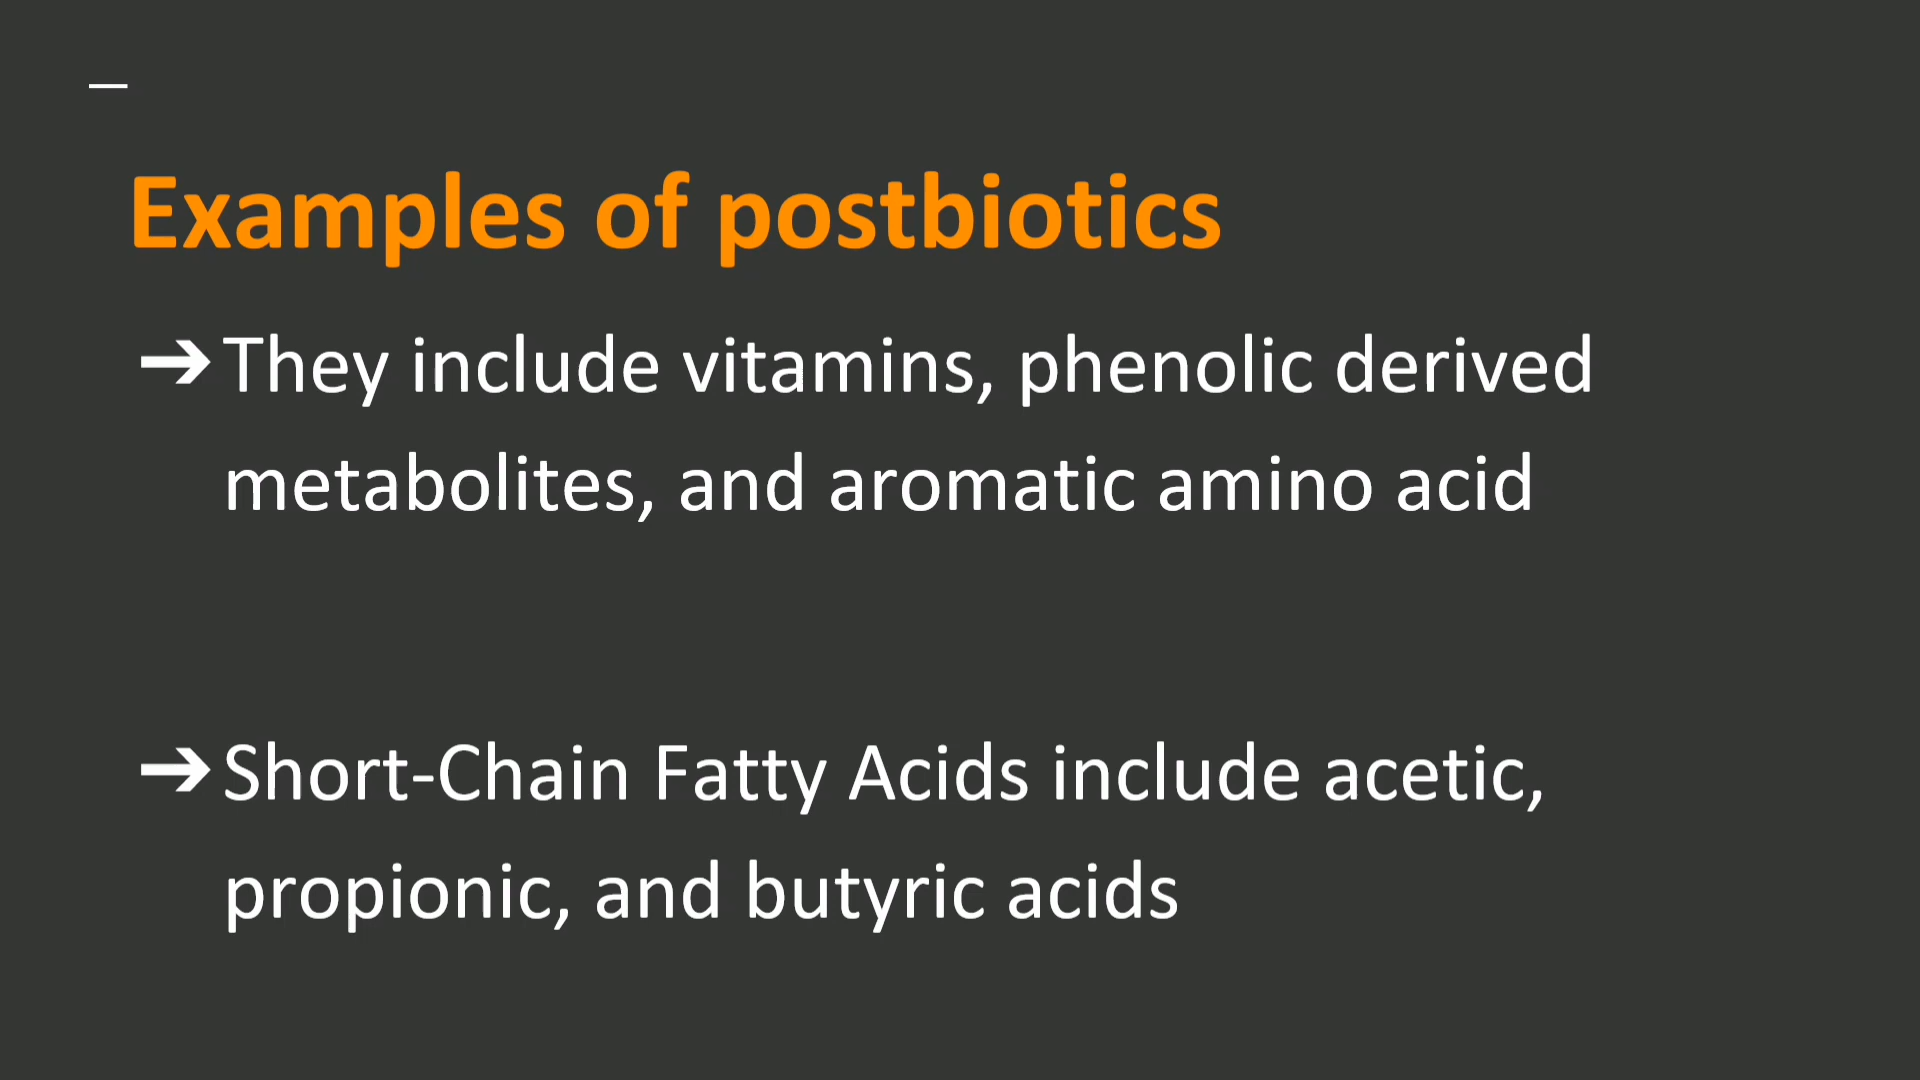 Examples of postbiotics
➔ They include vitamins, phenolic derived
metabolites, and aromatic amino acid
➔ Short-Chain Fatty Acids include acetic,
propionic, and butyric acids